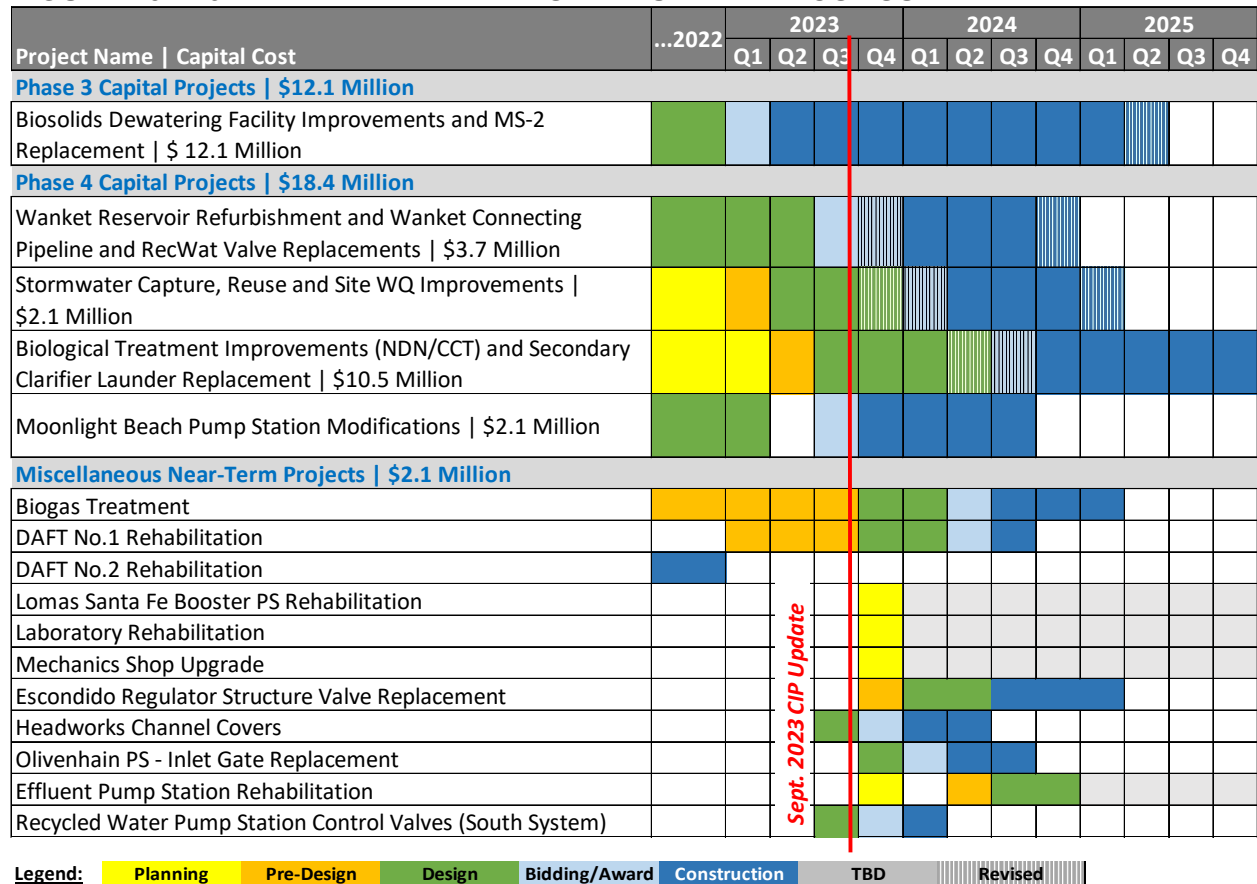 2023 2024 2025
...2022
Project Name | Capital Cost Q1 Q2 Q3 Q4 Q1 Q2 Q3 Q4 Q1 Q2 Q3 Q4
Phase 3 Capital Projects | $12.1 Million
Biosolids Dewatering Facility Improvements and MS-2
Replacement | $ 12.1 Million
Phase 4 Capital Projects | $18.4 Million
Wanket Reservoir Refurbishment and Wanket Connecting
Pipeline and RecWat Valve Replacements | $3.7 Million
Stormwater Capture, Reuse and Site WQ Improvements |
$2.1 Million
Biological Treatment Improvements (NDN/CCT) and Secondary
Clarifier Launder Replacement | $10.5 Million
Moonlight Beach Pump Station Modifications | $2.1 Million
Miscellaneous Near-Term Projects | $2.1 Million
Biogas Treatment
DAFT No.1 Rehabilitation
DAFT No.2 Rehabilitation
Lomas Santa Fe Booster PS Rehabilitation
Laboratory Rehabilitation
Mechanics Shop Upgrade
Escondido Regulator Structure Valve Replacement
Headworks Channel Covers
Olivenhain PS - Inlet Gate Replacement
Effluent Pump Station Rehabilitation
Recycled Water Pump Station Control Valves (South System)
Sept. 2023 CIP Update
Legend: Planning Pre-Design Design Bidding/Award Construction TBD Revised